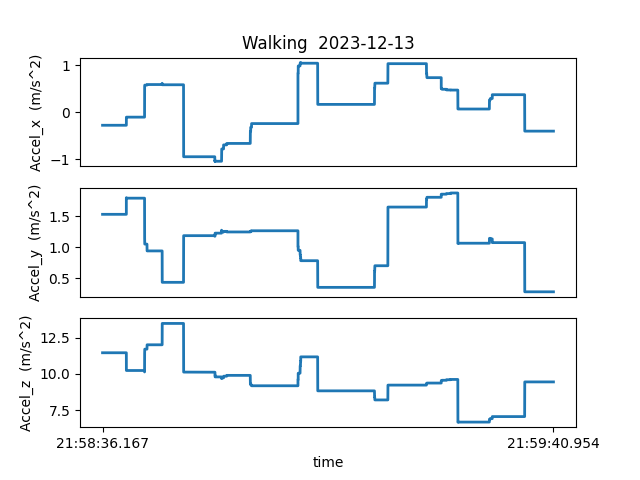 Walking  2023-12-13
Accel_x  (m/s^2)
1
0
−1
Accel_y  (m/s^2)
1.5
1.0
0.5
Accel_z  (m/s^2)
12.5
10.0
7.5
21:58:36.167
21:59:40.954
time